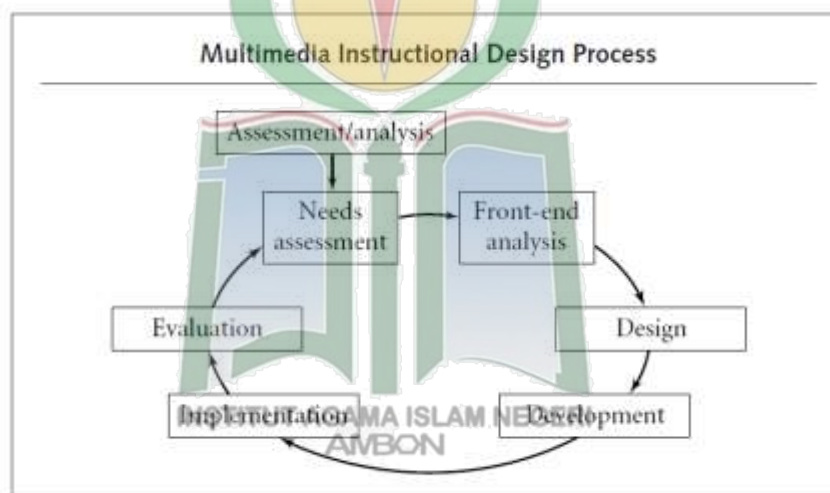 Multimedia Instructional Design Process
Assessment/analysis
Needs
assessment
Front-end
analysis
Evaluation
Design
Implementation
Development
INSTITUT AGAMA ISLAM NEGERI
AMBON